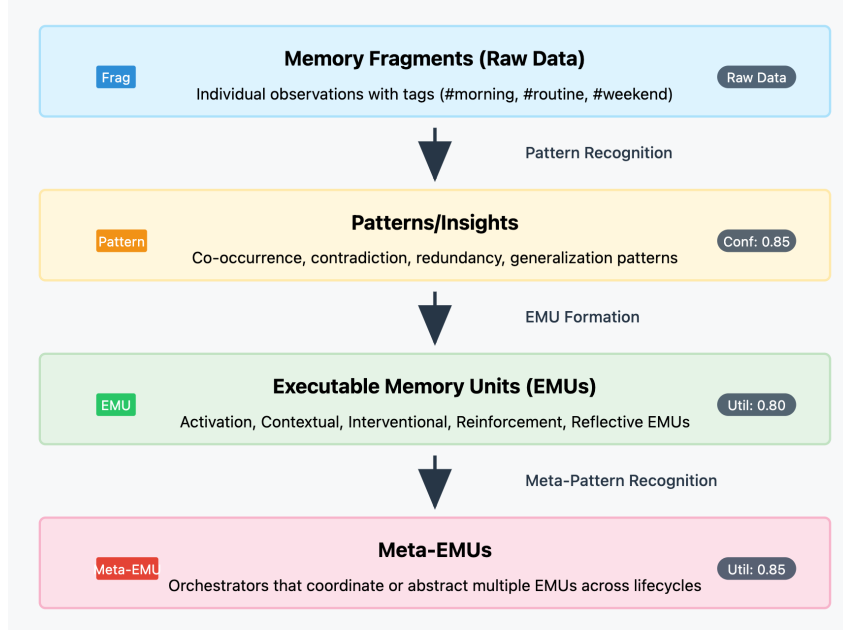 Memory Fragments (Raw Data)
Frag
Raw Data
Individual observations with tags (#morning, #routine, #weekend)
Pattern Recognition
Patterns/Insights
Pattern
Conf: 0.85
Co-occurrence, contradiction, redundancy, generalization patterns
EMU Formation
Executable Memory Units (EMUs)
EMU
Util: 0.80
Activation, Contextual, Interventional, Reinforcement, Reflective EMUs
Meta-Pattern Recognition
Meta-EMUs
Meta-EMU
Util: 0.85
Orchestrators that coordinate or abstract multiple EMUs across lifecycles